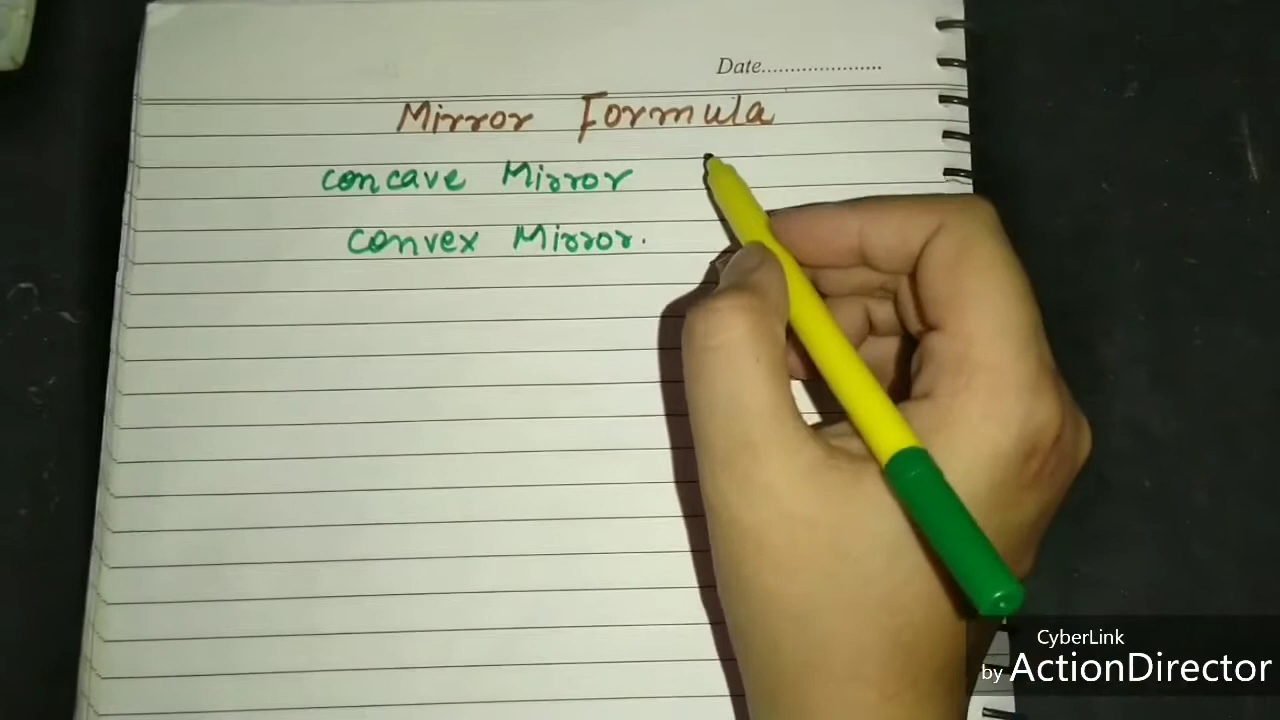 Date.....................
Mirror Formula
concave Mirror
convex Mirror.
CyberLink
by ActionDirector